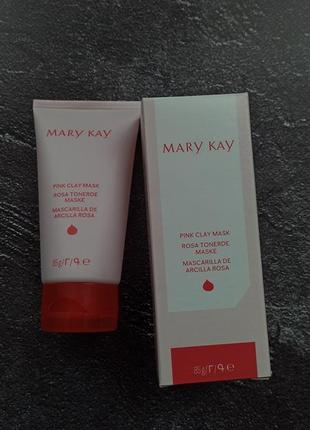 MARY KAY
PINK CLAY MASK
ROSA TONERDE
MASKE
MASCARILLA DE
ARCILLA ROSA
MARY KAY
PINK CLAY MASK
ROSA TONERDE
MASKE
MASCARILLA DE
ARCILLA ROSA